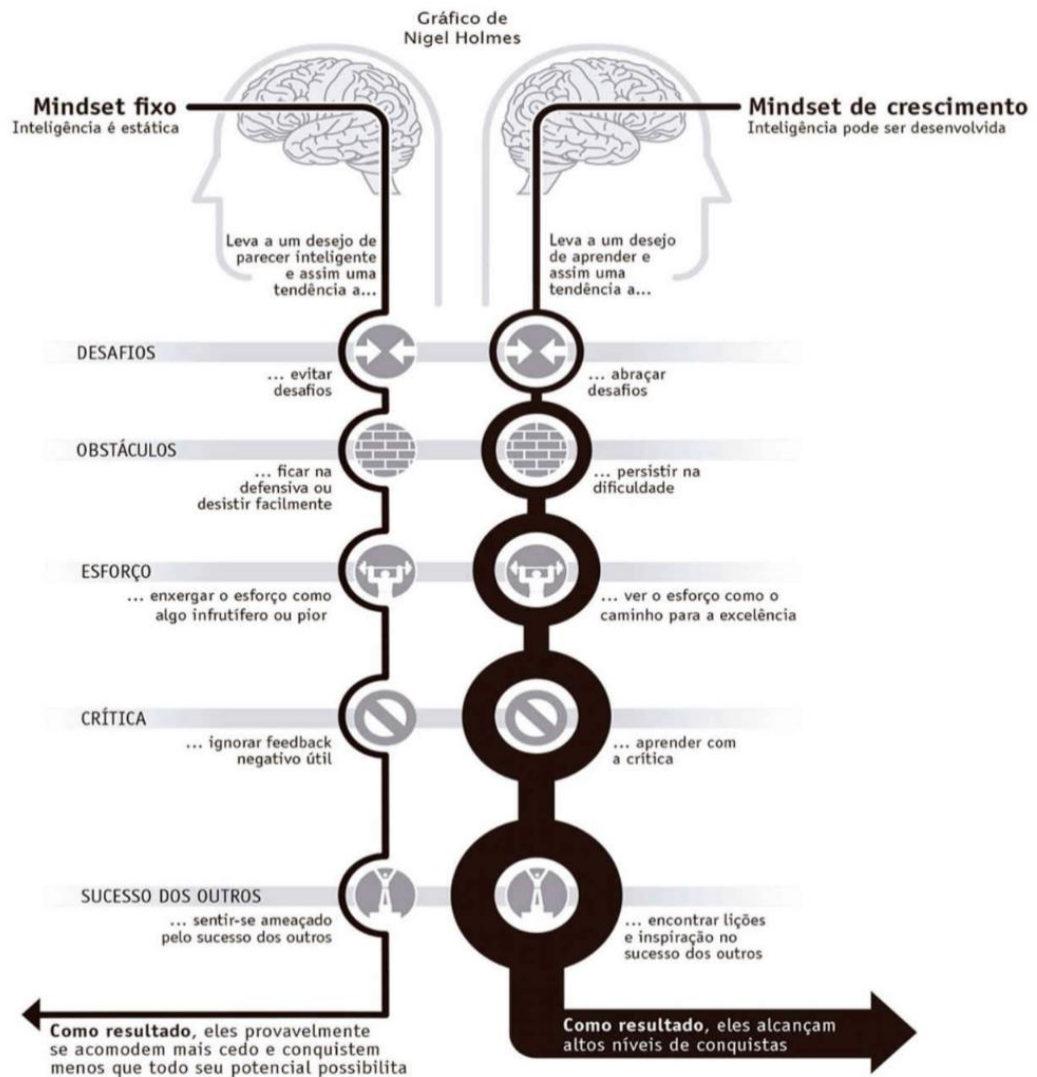 Gráfico de
Nigel Holmes
Mindset fixo
Inteligência é estática
Mindset de crescimento
Inteligência pode ser desenvolvida
Leva a um desejo de
parecer inteligente
e assim uma
tendência a...
Leva a um desejo
de aprender e
assim uma
tendência a...
DESAFIOS
... evitar
desafios
... abraçar
desafios
OBSTÁCULOS
... ficar na
defensiva ou
desistir facilmente
... persistir na
dificuldade
ESFORÇO
... enxergar o esforço como
algo infrutífero ou pior
... ver o esforço como o
caminho para a excelência
CRÍTICA
... ignorar feedback
negativo útil
... aprender com
a crítica
SUCESSO DOS OUTROS
... sentir-se ameaçado
pelo sucesso dos outros
... encontrar lições
e inspiração no
sucesso dos outros
Como resultado, eles provavelmente
se acomodem mais cedo e conquistem
menos que todo seu potencial possibilita
Como resultado, eles alcançam
altos níveis de conquistas